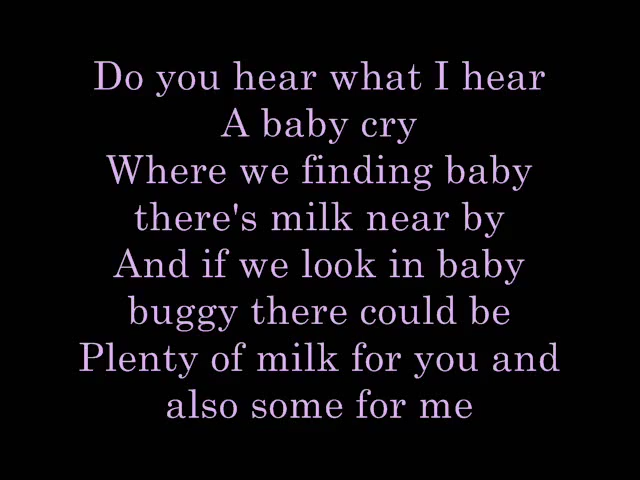 Do you hear what I hear
A baby cry
Where we finding baby
there's milk near by
And if we look in baby
buggy there could be
Plenty of milk for you and
also some for me